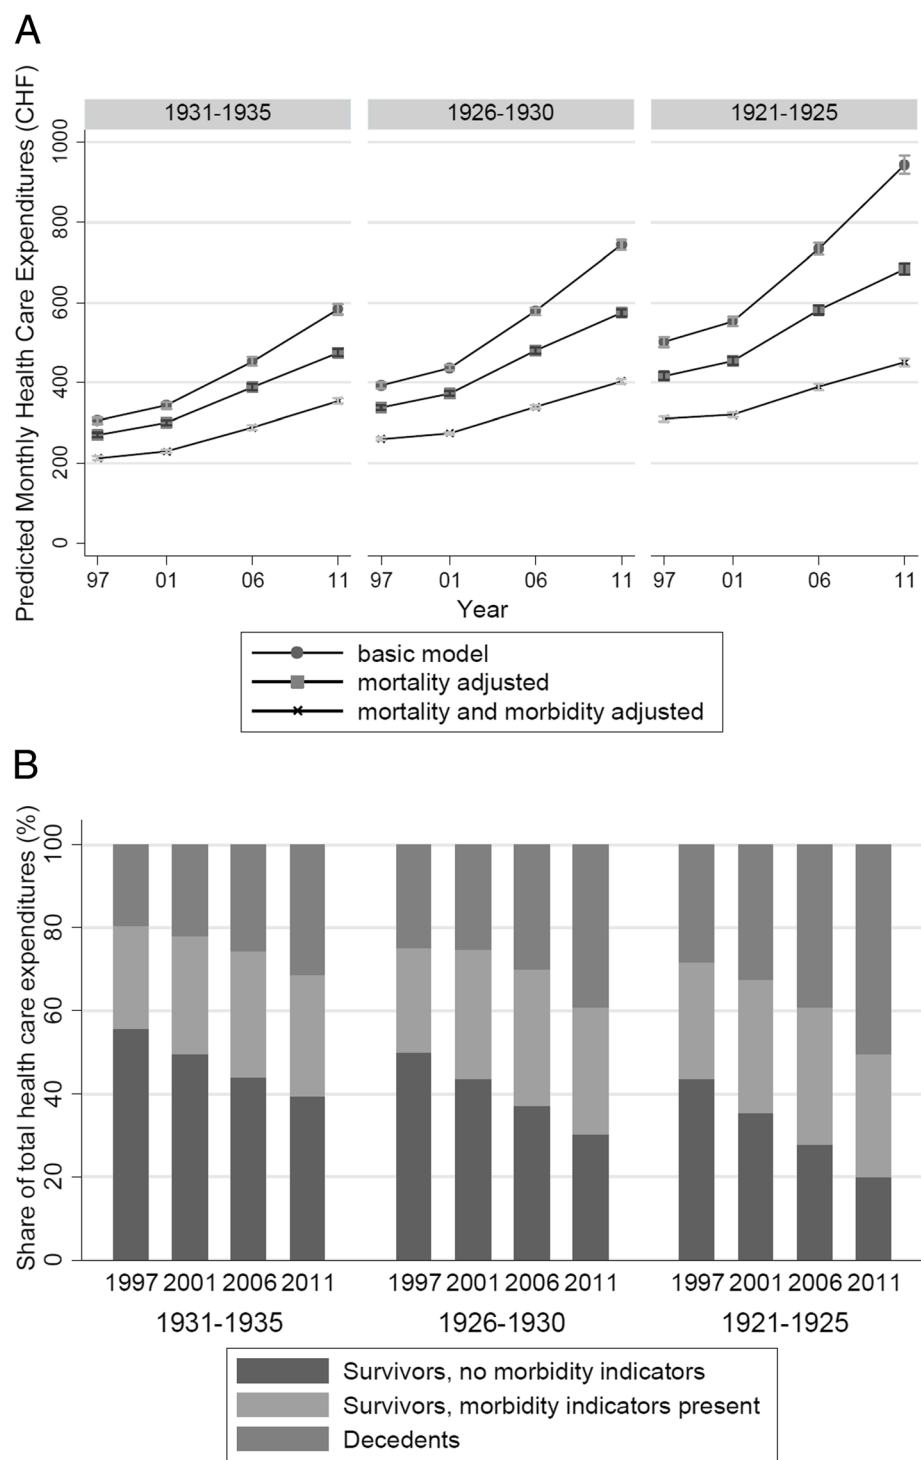 A
1931-1935 1926-1930 1921-1925
Predicted Monthly Health Care Expenditures (CHF)
1000
800
600
400
200
0
97 01 06 11 97 01 06 11 97 01 06 11
Year
basic model
mortality adjusted
mortality and morbidity adjusted
B
Share of total health care expenditures (%)
100
80
60
40
20
0
1997 2001 2006 2011 1997 2001 2006 2011 1997 2001 2006 2011
1931-1935 1926-1930 1921-1925
Survivors, no morbidity indicators
Survivors, morbidity indicators present
Decedents